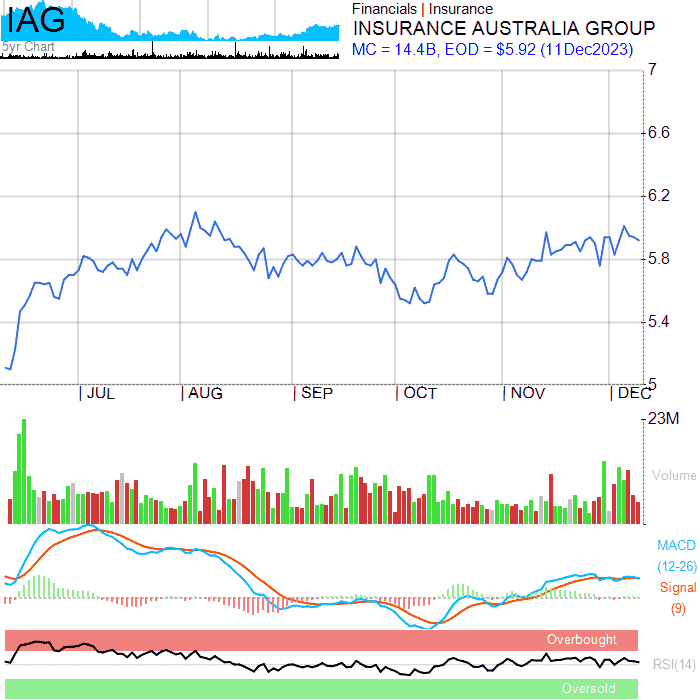 IAG
5yr Chart
Financials | Insurance
INSURANCE AUSTRALIA GROUP
MC = 14.4B, EOD = $5.92 (11Dec2023)
7
6.6
6.2
5.8
5.4
5
| JUL | AUG | SEP | OCT | NOV | DEC
23M
Volume
MACD
(12-26)
Signal
(9)
Overbought
RSI(14)
Oversold